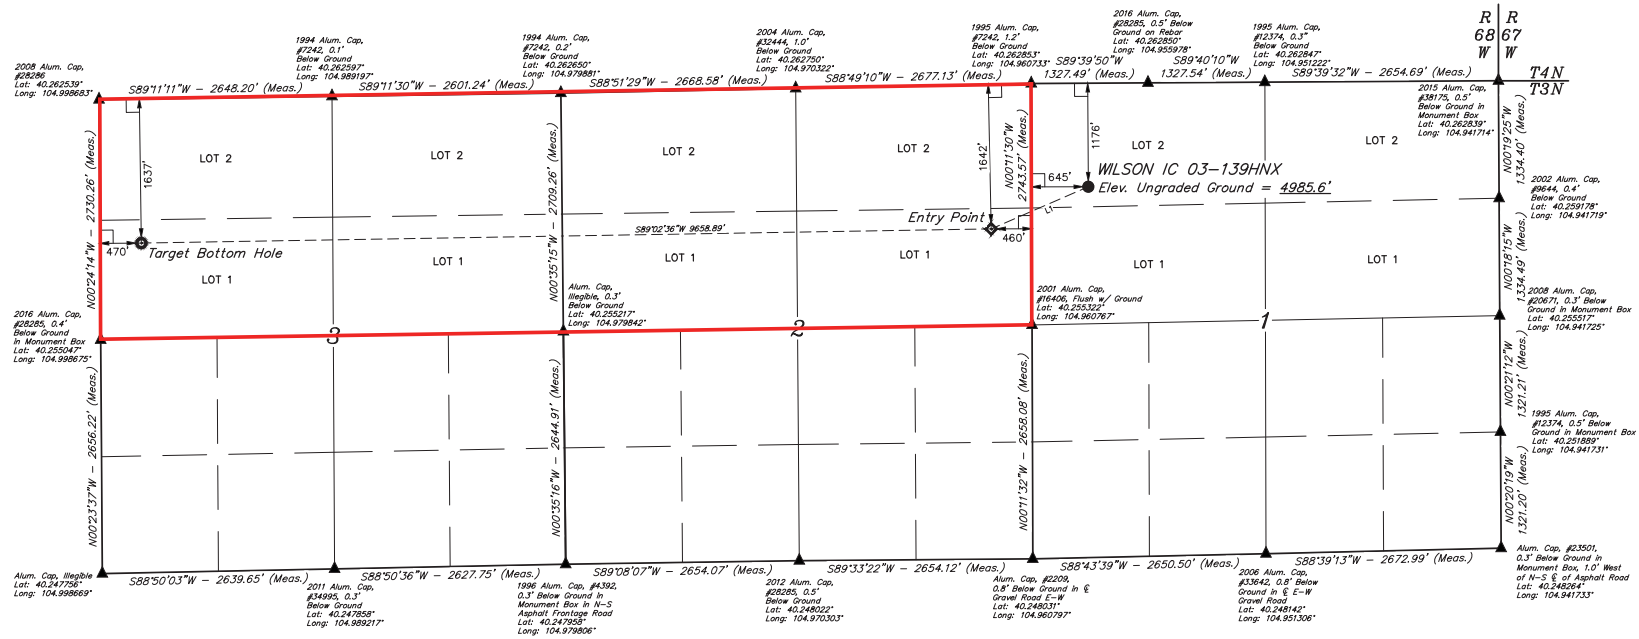 2008 Alum. Cap,
#28286
Lat: 40.262539°
Long: 104.998683°
1994 Alum. Cap,
#7242, 0.1'
Below Ground
Lat: 40.262597°
Long: 104.989197°
1994 Alum. Cap,
#7242, 0.2'
Below Ground
Lat: 40.262650°
Long: 104.979881°
2004 Alum. Cap,
#32444, 1.0'
Below Ground
Lat: 40.262750°
Long: 104.970322°
1995 Alum. Cap,
#7242, 1.2'
Below Ground
Lat: 40.262853°
Long: 104.960733°
2016 Alum. Cap,
#28285, 0.5' Below
Ground on Rebar
Lat: 40.262850°
Long: 104.955978°
1995 Alum. Cap,
#12374, 0.3"
Below Ground
Lat: 40.262847°
Long: 104.951222°
R R
68 67
W W
T4N
T3N
S89°11'11"W - 2648.20' (Meas.)
S89°11'30"W - 2601.24' (Meas.)
S88°51'29"W - 2668.58' (Meas.)
S88°49'10"W - 2677.13' (Meas.)
S89°39'50"W
1327.49' (Meas.)
S89°40'10"W
1327.54' (Meas.)
S89°39'32"W - 2654.69' (Meas.)
2015 Alum. Cap,
#38175, 0.5'
Below Ground in
Monument Box
Lat: 40.262839°
Long: 104.941714°
N00°24'14"W - 2730.26' (Meas.)
1637'
LOT 2
LOT 2
LOT 2
LOT 2
1642'
N00°11'30"W
2743.57' (Meas.)
1176'
LOT 2
LOT 2
N00°19'25"W
1334.40' (Meas.)
645'
WILSON IC 03-139HNX
Elev. Ungraded Ground = 4985.6'
2002 Alum. Cap,
#9644, 0.4'
Below Ground
Lat: 40.259178°
Long: 104.941719°
L1
Entry Point
460'
S89°02'36"W 9658.89'
470'
Target Bottom Hole
N00°35'15"W - 2709.26' (Meas.)
LOT 1
LOT 1
LOT 1
LOT 1
LOT 1
LOT 1
N00°18'15"W
1334.49' (Meas.)
Alum. Cap,
Illegible, 0.3'
Below Ground
Lat: 40.255217°
Long: 104.979842°
2001 Alum. Cap,
#16406, Flush w/ Ground
Lat: 40.255322°
Long: 104.960767°
2008 Alum. Cap,
#20671, 0.3' Below
Ground in Monument Box
Lat: 40.255517°
Long: 104.941725°
2016 Alum. Cap,
#28285, 0.4'
Below Ground
in Monument Box
Lat: 40.255047°
Long: 104.998675°
3
2
1
N00°23'37"W - 2656.22' (Meas.)
N00°35'16"W - 2644.91' (Meas.)
N00°11'32"W - 2658.08' (Meas.)
N00°21'12"W
1321.21' (Meas.)
1995 Alum. Cap,
#12374, 0.5' Below
Ground in Monument Box
Lat: 40.251889°
Long: 104.941731°
N00°20'19"W
1321.20' (Meas.)
S88°50'03"W - 2639.65' (Meas.)
S88°50'36"W - 2627.75' (Meas.)
S89°08'07"W - 2654.07' (Meas.)
S89°33'22"W - 2654.12' (Meas.)
S88°43'39"W - 2650.50' (Meas.)
S88°39'13"W - 2672.99' (Meas.)
Alum. Cap, Illegible
Lat: 40.247756°
Long: 104.998669°
2011 Alum. Cap,
#34995, 0.3'
Below Ground
Lat: 40.247858°
Long: 104.989217°
1996 Alum. Cap, #4392,
0.3' Below Ground in
Monument Box in N-S
Asphalt Frontage Road
Lat: 40.247958°
Long: 104.979806°
2012 Alum. Cap,
#28285, 0.5'
Below Ground
Lat: 40.248022°
Long: 104.970303°
Alum. Cap, #2209,
0.8' Below Ground in ℄
Gravel Road E-W
Lat: 40.248031°
Long: 104.960797°
2006 Alum. Cap,
#33642, 0.8' Below
Ground in ℄ E-W
Gravel Road
Lat: 40.248142°
Long: 104.951306°
Alum. Cap, #23501,
0.3' Below Ground in
Monument Box, 1.0' West
of N-S ℄ of Asphalt Road
Lat: 40.248264°
Long: 104.941733°